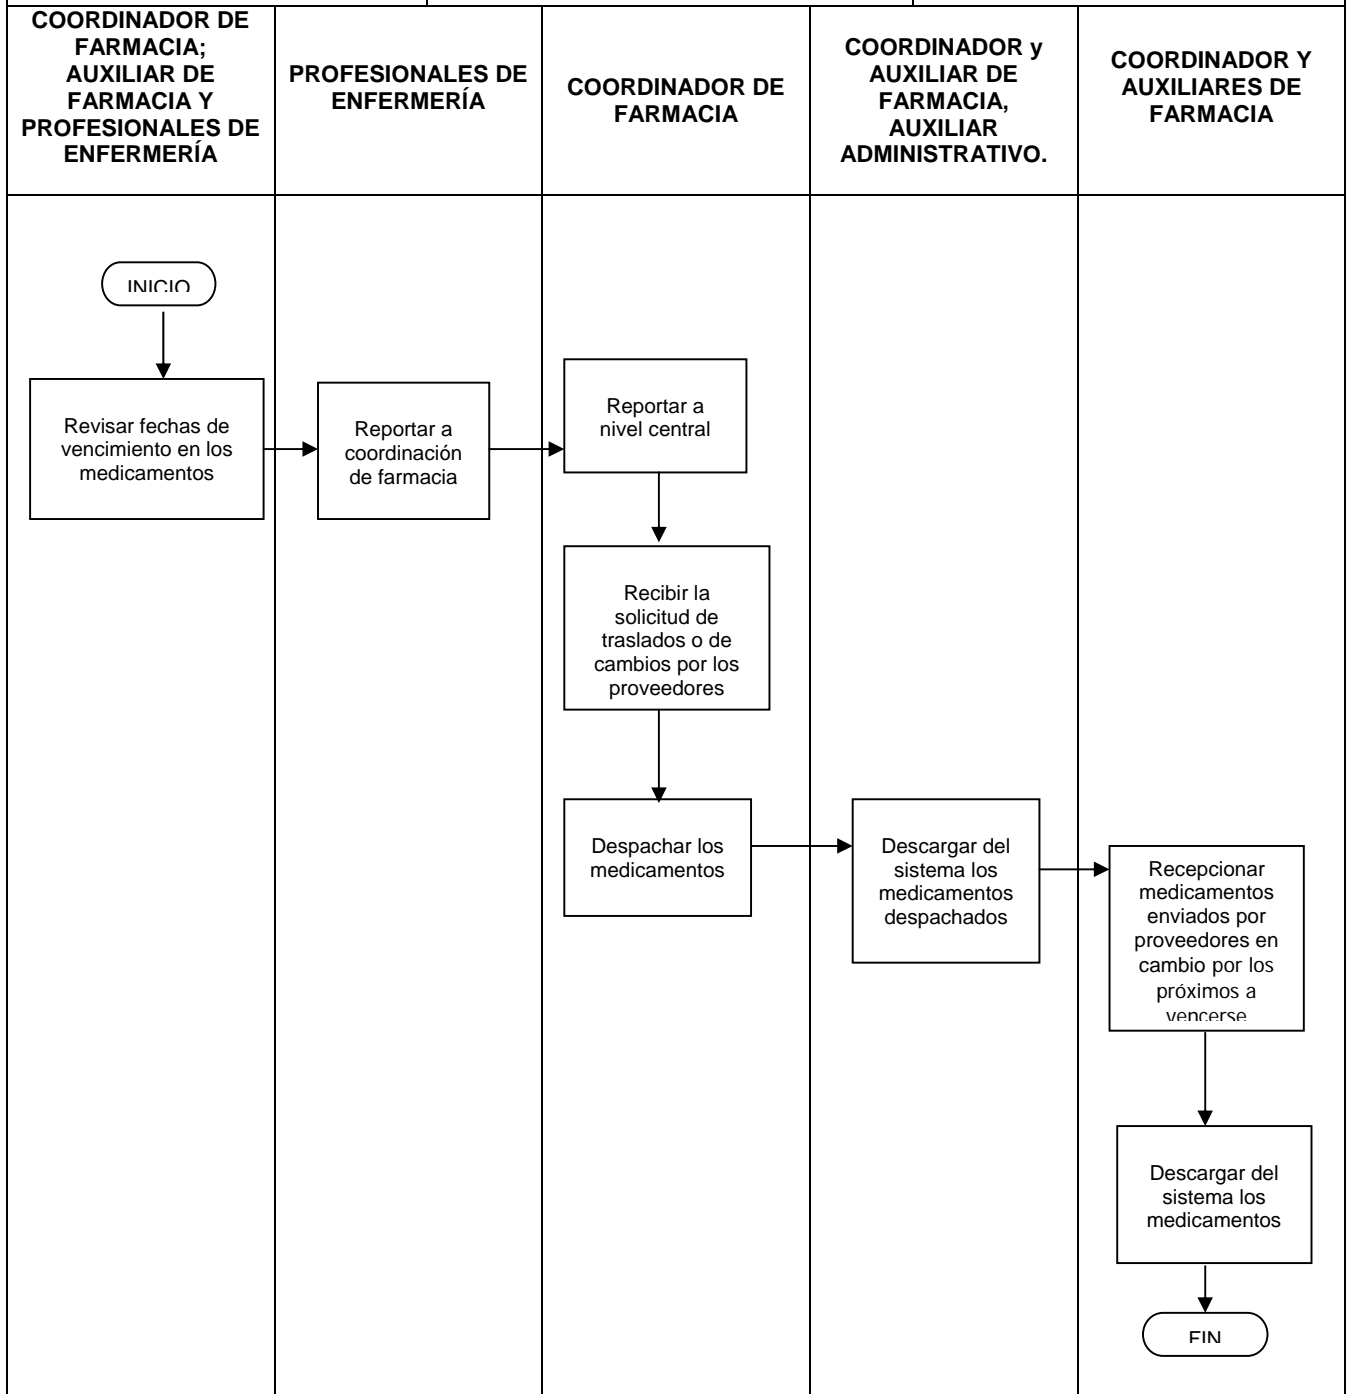 COORDINADOR DE
FARMACIA;
AUXILIAR DE
FARMACIA Y
PROFESIONALES DE
ENFERMERÍA
PROFESIONALES DE
ENFERMERÍA
COORDINADOR DE
FARMACIA
COORDINADOR y
AUXILIAR DE
FARMACIA,
AUXILIAR
ADMINISTRATIVO.
COORDINADOR Y
AUXILIARES DE
FARMACIA
INICIO
Revisar fechas de
vencimiento en los
medicamentos
Reportar a
coordinación
de farmacia
Reportar a
nivel central
Recibir la
solicitud de
traslados o de
cambios por los
proveedores
Despachar los
medicamentos
Descargar del
sistema los
medicamentos
despachados
Recepcionar
medicamentos
enviados por
proveedores en
cambio por los
próximos a
vencerse
Descargar del
sistema los
medicamentos
FIN